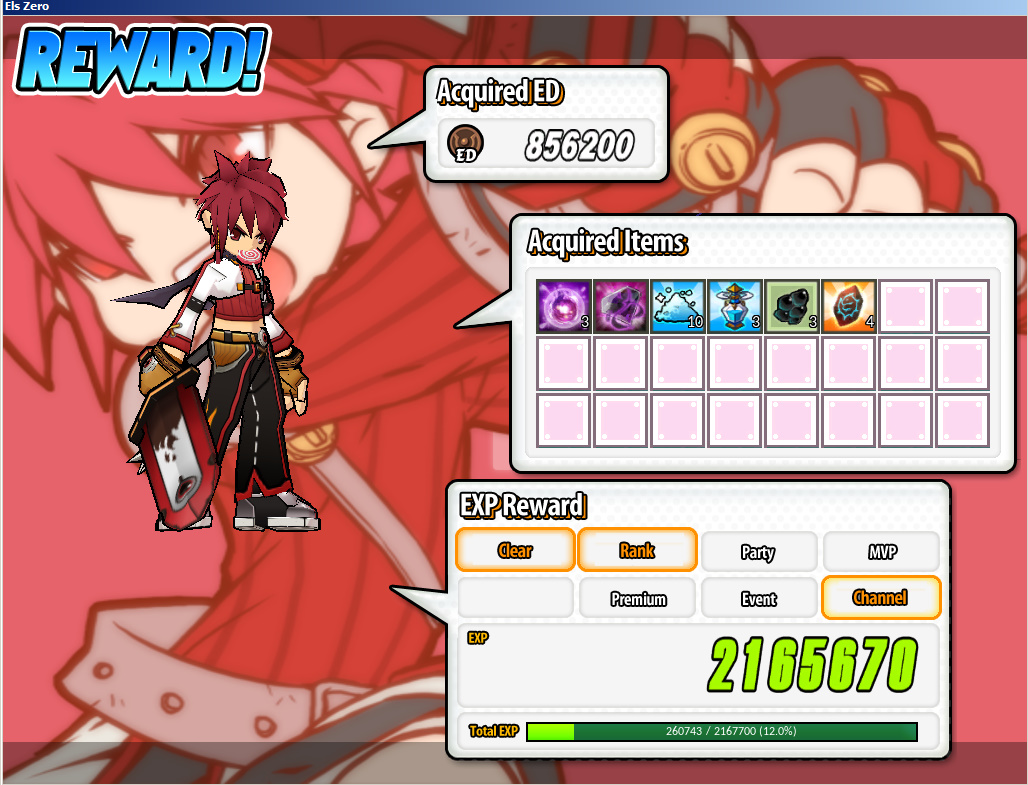 Els Zero
REWARD!
Acquired ED
ED 856200
Acquired Items
3 10 3 3 4
EXP Reward
Clear Rank Party MVP
Premium Event Channel
EXP
2165670
Total EXP 260743 / 2167700 (12.0%)